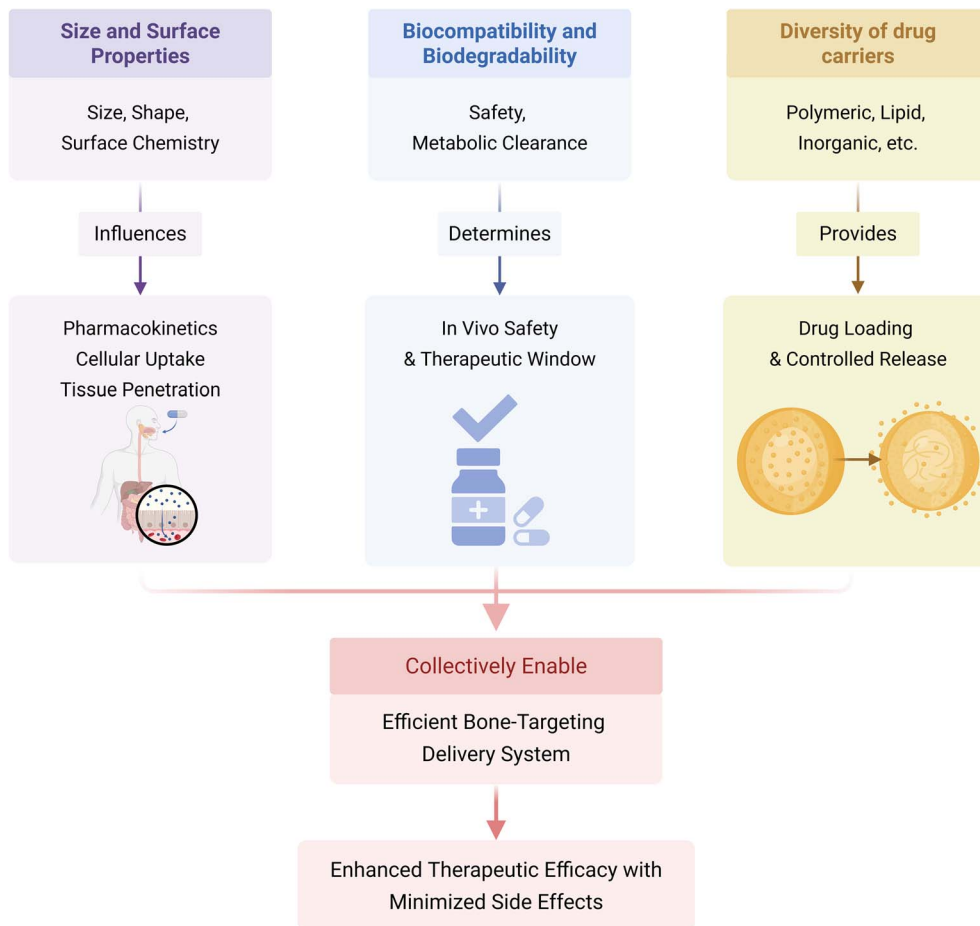 Size and Surface
Properties
Size, Shape,
Surface Chemistry
Influences
Pharmacokinetics
Cellular Uptake
Tissue Penetration
Biocompatibility and
Biodegradability
Safety,
Metabolic Clearance
Determines
In Vivo Safety
& Therapeutic Window
Diversity of drug
carriers
Polymeric, Lipid,
Inorganic, etc.
Provides
Drug Loading
& Controlled Release
Collectively Enable
Efficient Bone-Targeting
Delivery System
Enhanced Therapeutic Efficacy with
Minimized Side Effects